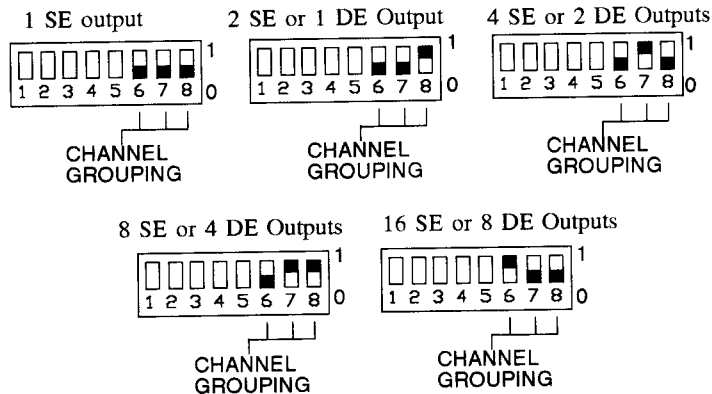 1 SE output
1
1 2 3 4 5 6 7 8 0
CHANNEL
GROUPING
2 SE or 1 DE Output
1
1 2 3 4 5 6 7 8 0
CHANNEL
GROUPING
4 SE or 2 DE Outputs
1
1 2 3 4 5 6 7 8 0
CHANNEL
GROUPING
8 SE or 4 DE Outputs
1
1 2 3 4 5 6 7 8 0
CHANNEL
GROUPING
16 SE or 8 DE Outputs
1
1 2 3 4 5 6 7 8 0
CHANNEL
GROUPING